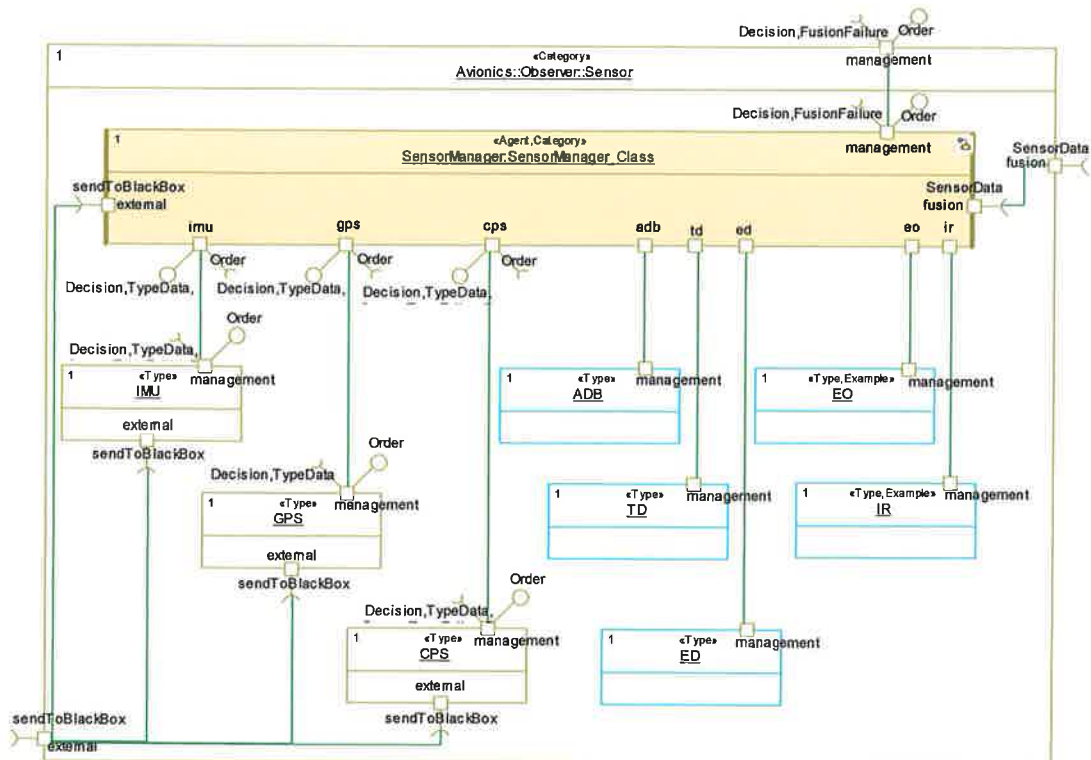 Decision,FusionFailure Order
management
1
«Category»
Avionics::Observer::Sensor
Decision,FusionFailure Order
management
1
«Agent,Category»
SensorManager:SensorManager_Class
SensorData
fusion
sendToBlackBox
external
SensorData
fusion
imu gps cps adb td ed eo ir
Order Order Order
Decision,TypeData, Decision,TypeData, Decision,TypeData,
Order
Decision,TypeData,
management
1
«Type»
IMU
external
sendToBlackBox
1
«Type»
ADB
management
1
«Type,Example»
EO
management
Order
Decision,TypeData
management
1
«Type»
GPS
external
sendToBlackBox
1
«Type»
TD
management
1
«Type,Example»
IR
management
Order
Decision,TypeData,
management
1
«Type»
CPS
external
sendToBlackBox
1
«Type»
ED
management
sendToBlackBox
external